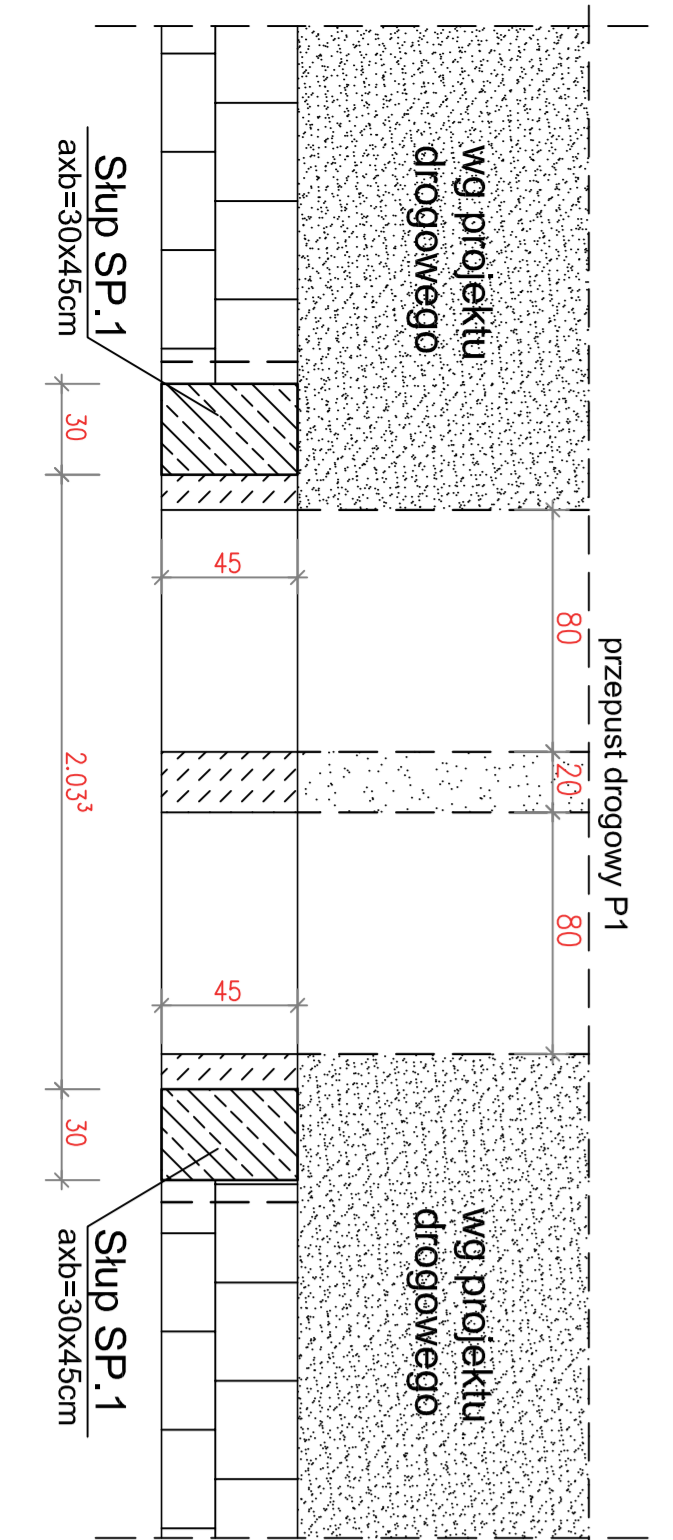 przepust drogowy P1
80
20
80
wg projektu
drogowego
wg projektu
drogowego
45
45
Słup SP.1
axb=30x45cm
Słup SP.1
axb=30x45cm
30
2.03³
30